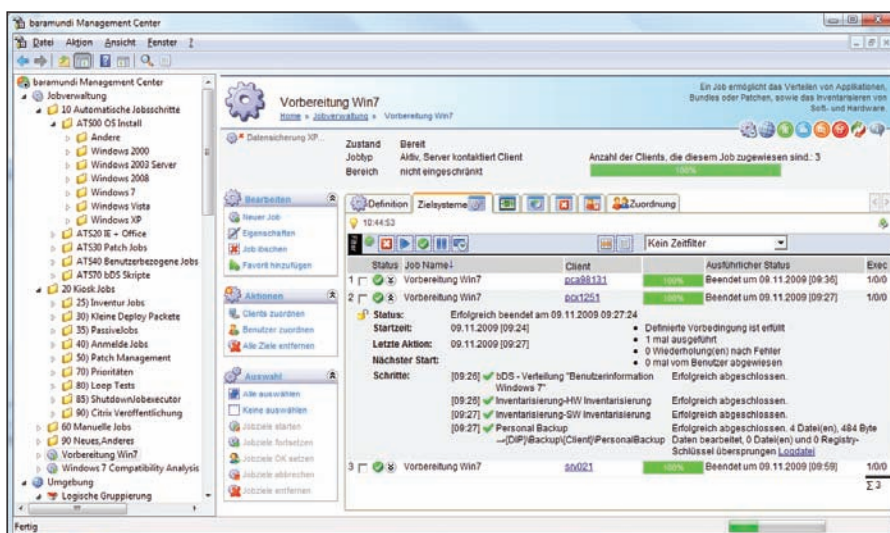 baramundi Management Center
Datei Aktion Ansicht Fenster ?
baramundi Management Center
Jobverwaltung
10 Automatische Jobsschritte
AT500 OS Install
Andere
Windows 2000
Windows 2003 Server
Windows 2008
Windows 7
Windows Vista
Windows XP
ATS20 IE + Office
ATS30 Patch Jobs
ATS40 Benutzerbezogene Jobs
ATS70 bDS Skripte
20 Kiosk Jobs
25) Inventur Jobs
30) Kleine Deploy Packete
35) PassiveJobs
40) Anmelde Jobs
50) Patch Management
70) Prioritäten
80) Loop Tests
85) ShutdownJobexecutor
90) Citrix Veröffentlichung
60 Manuelle Jobs
90 Neues,Anderes
Vorbereitung Win7
Windows 7 Compatibility Analysis
Umgebung
Logische Gruppierung
Fertig
Vorbereitung Win7
Home » Jobverwaltung » Vorbereitung Win7
Ein Job ermöglicht das Verteilen von Applikationen,
Bundles oder Patchen, sowie das Inventarisieren von
Soft- und Hardware.
Datensicherung XP...
Zustand Bereit
Jobtyp Aktiv, Server kontaktiert Client
Bereich nicht eingeschränkt
Anzahl der Clients, die diesem Job zugewiesen sind.: 3
100%
Bearbeiten
Neuer Job
Eigenschaften
Job löschen
Favorit hinzufügen
Aktionen
Clients zuordnen
Benutzer zuordnen
Alle Ziele entfernen
Auswahl
Alle auswählen
Keine auswählen
Jobziele starten
Jobziele fortsetzen
Jobziele OK setzen
Jobziele abbrechen
Jobziele entfernen
Definition Zielsysteme Zuordnung
10:44:53
Filter
Kein Zeitfilter
Status Job Name Client Ausführlicher Status Exec
1 Vorbereitung Win7 pca98131 100% Beendet um 09.11.2009 [09:36] 1/0/0
2 Vorbereitung Win7 pcx1251 100% Beendet um 09.11.2009 [09:27] 1/0/0
Status: Erfolgreich beendet am 09.11.2009 09:27:24
Startzeit: 09.11.2009 [09:24]
Letzte Aktion: 09.11.2009 [09:27]
Nächster Start:
• Definierte Vorbedingung ist erfüllt
• 1 mal ausgeführt
• 0 Wiederholung(en) nach Fehler
• 0 mal vom Benutzer abgewiesen
Schritte: [09:26] bDS - Verteilung "Benutzerinformation Erfolgreich abgeschlossen.
Windows 7"
[09:26] Inventarisierung-HW Inventarisierung Erfolgreich abgeschlossen.
[09:27] Inventarisierung-SW Inventarisierung Erfolgreich abgeschlossen.
[09:27] Personal Backup Erfolgreich abgeschlossen. 4 Datei(en), 484 Byte
→{DIP}\Backup\{Client}\PersonalBackup Daten bearbeitet, 0 Datei(en) und 0 Registry-
Schlüssel übersprungen Logdatei
3 Vorbereitung Win7 srv021 100% Beendet um 09.11.2009 [09:59] 1/0/0
Σ 3